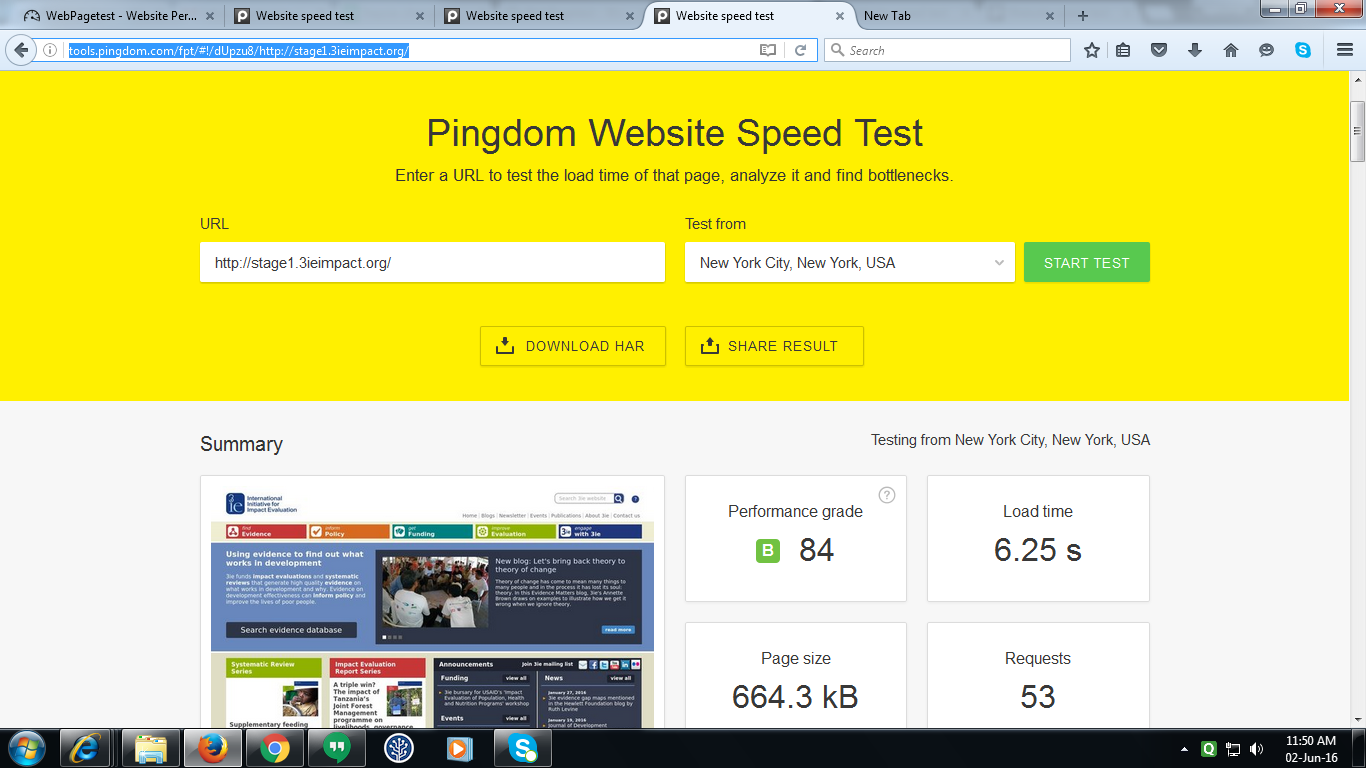 WebPagetest - Website Per...
Website speed test
Website speed test
Website speed test
New Tab
tools.pingdom.com/fpt/#!/dUpzu8/http://stage1.3ieimpact.org/
Search
Pingdom Website Speed Test
Enter a URL to test the load time of that page, analyze it and find bottlenecks.
URL
Test from
http://stage1.3ieimpact.org/
New York City, New York, USA
START TEST
DOWNLOAD HAR
SHARE RESULT
Summary
Testing from New York City, New York, USA
International
Initiative for
Impact Evaluation
Search 3ie website
Home | Blogs | Newsletter | Events | Publications | About 3ie | Contact us
find
Evidence
inform
Policy
get
Funding
improve
Evaluation
engage
with 3ie
Using evidence to find out what
works in development
3ie funds impact evaluations and systematic
reviews that generate high quality evidence on
what works in development and why. Evidence on
development effectiveness can inform policy and
improve the lives of poor people.
Search evidence database
New blog: Let's bring back theory to
theory of change
Theory of change has come to mean many things to
many people and in the process it has lost its soul:
theory. In this Evidence Matters blog, 3ie's Annette
Brown draws on examples to illustrate how we get it
wrong when we ignore theory.
read more
Systematic Review
Series
Supplementary feeding
Impact Evaluation
Report Series
A triple win?
The impact of
Tanzania's
Joint Forest
Management
programme on
livelihoods, governance
Announcements
Join 3ie mailing list
Funding
view all
3ie bursary for USAID's 'Impact
Evaluation of Population, Health
and Nutrition Programs' workshop
Events
view all
News
view all
January 27, 2016
3ie evidence gap maps mentioned
in the Hewlett Foundation blog by
Ruth Levine
January 19, 2016
Journal of Development
Performance grade
?
B 84
Load time
6.25 s
Page size
664.3 kB
Requests
53
11:50 AM
02-Jun-16